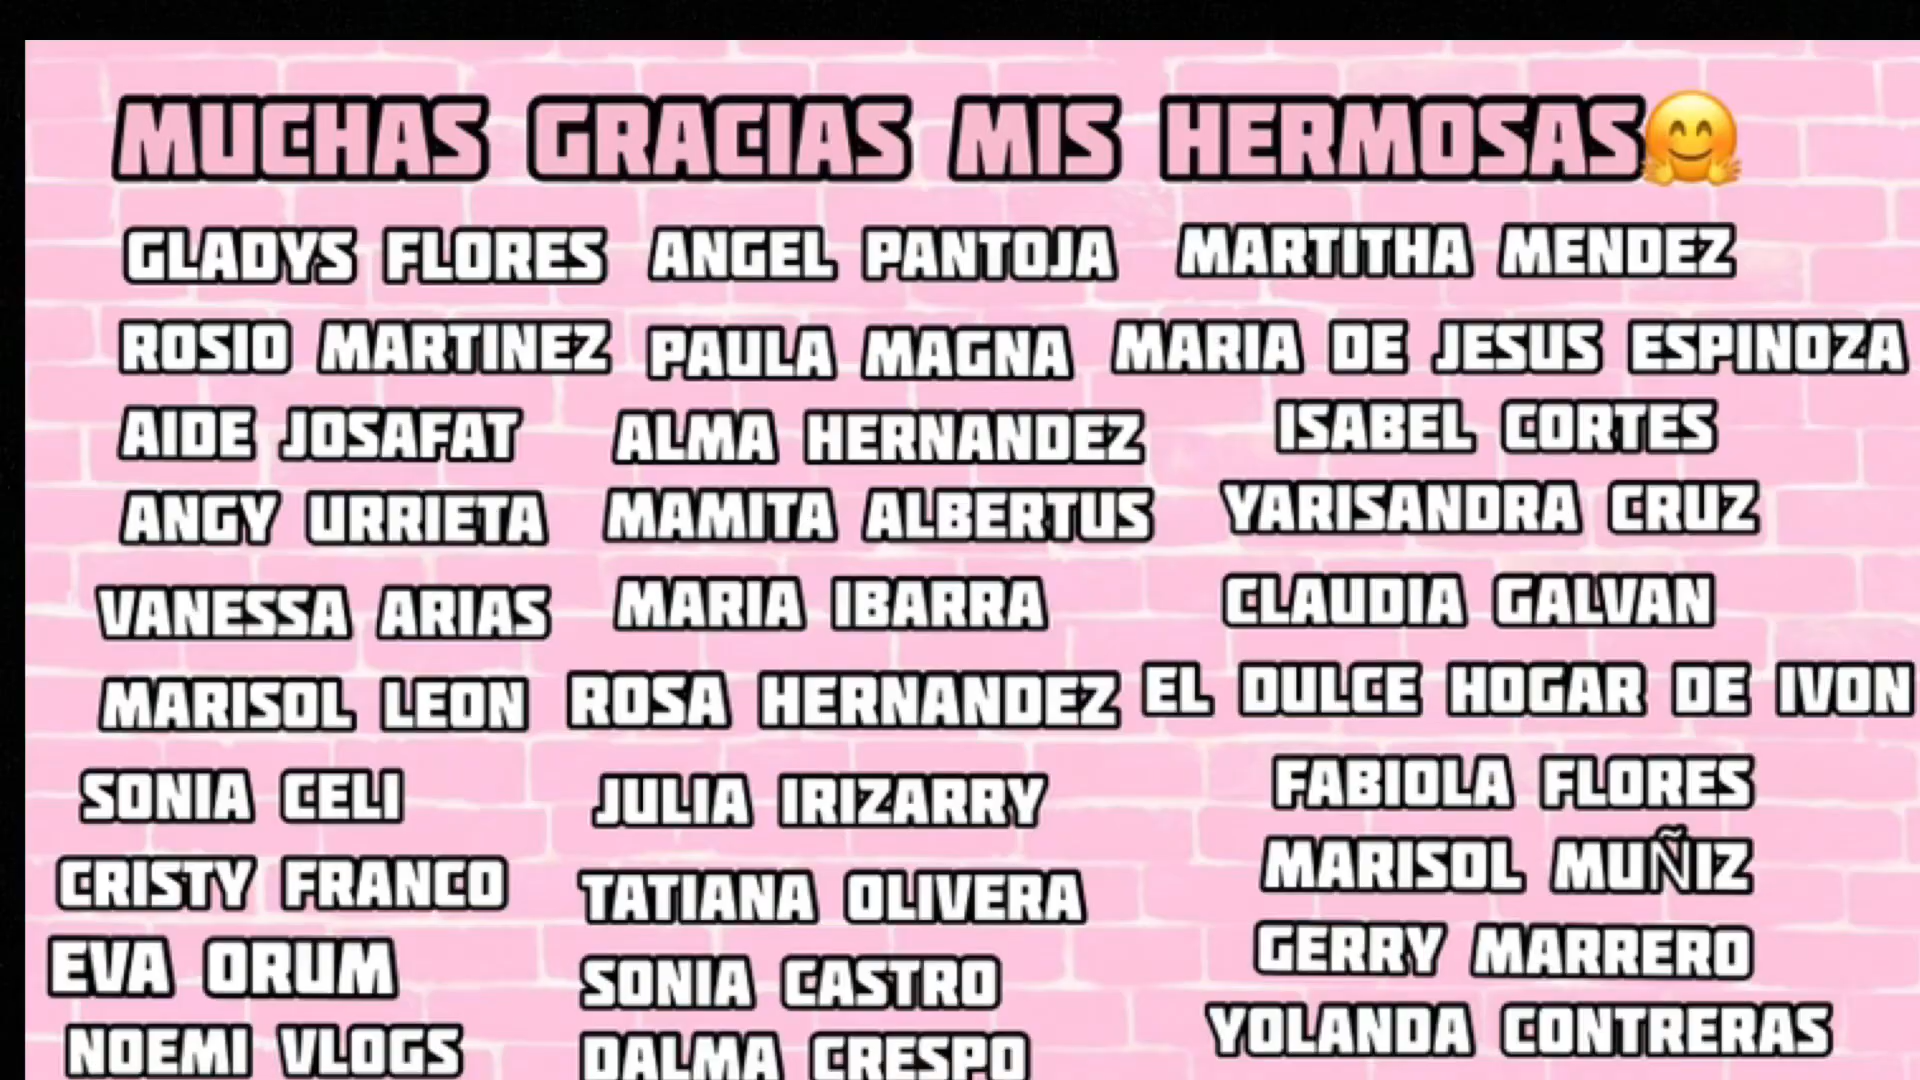 MUCHAS GRACIAS MIS HERMOSAS🤗
GLADYS FLORES ANGEL PANTOJA MARTITHA MENDEZ
ROSIO MARTINEZ PAULA MAGNA MARIA DE JESUS ESPINOZA
AIDE JOSAFAT ALMA HERNANDEZ ISABEL CORTES
ANGY URRIETA MAMITA ALBERTUS YARISANDRA CRUZ
VANESSA ARIAS MARIA IBARRA CLAUDIA GALVAN
MARISOL LEON ROSA HERNANDEZ EL DULCE HOGAR DE IVON
SONIA CELI JULIA IRIZARRY FABIOLA FLORES
CRISTY FRANCO TATIANA OLIVERA MARISOL MUÑIZ
EVA ORUM SONIA CASTRO GERRY MARRERO
NOEMI VLOGS DALMA CRESPO YOLANDA CONTRERAS